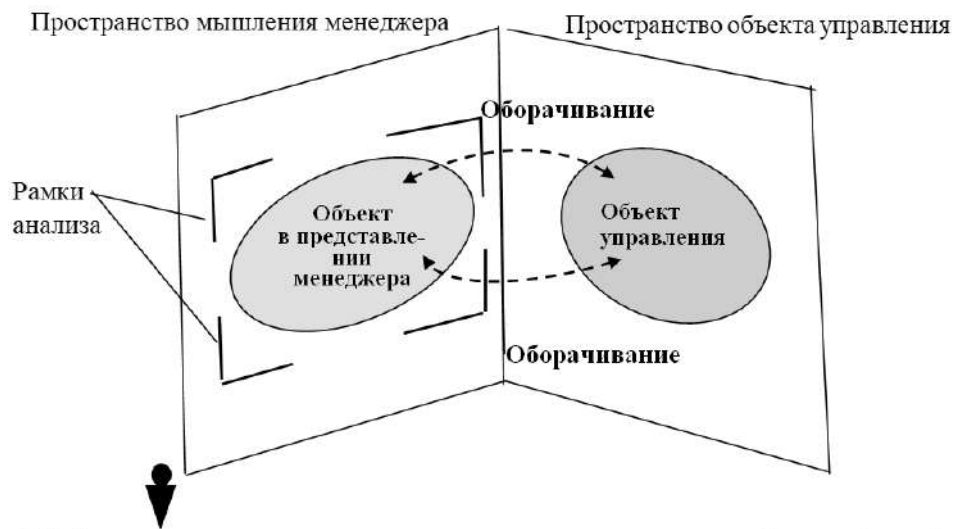 Пространство мышления менеджера
Пространство объекта управления
Оборачивание
Рамки
анализа
Объект
в представле-
нии
менеджера
Объект
управления
Оборачивание